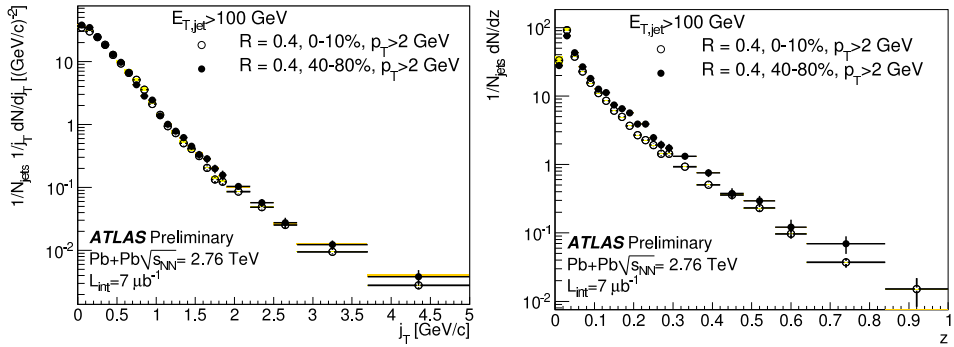 E_T,jet>100 GeV
R = 0.4, 0-10%, p_T>2 GeV
R = 0.4, 40-80%, p_T>2 GeV
1/N_jets 1/j_T dN/dj_T [(GeV/c)^-2]
10
1
10^-1
10^-2
ATLAS Preliminary
Pb+Pb√s_NN= 2.76 TeV
L_int=7 μb^-1
0 0.5 1 1.5 2 2.5 3 3.5 4 4.5 5
j_T [GeV/c]
E_T,jet>100 GeV
R = 0.4, 0-10%, p_T>2 GeV
R = 0.4, 40-80%, p_T>2 GeV
1/N_jets dN/dz
10^2
10
1
10^-1
10^-2
ATLAS Preliminary
Pb+Pb√s_NN= 2.76 TeV
L_int=7 μb^-1
0 0.1 0.2 0.3 0.4 0.5 0.6 0.7 0.8 0.9 1
z